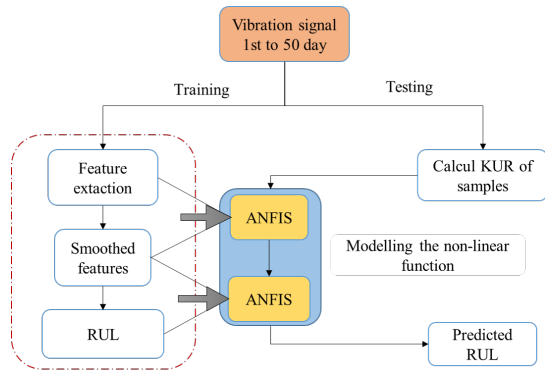 Vibration signal
1st to 50 day
Training
Testing
Feature
extaction
Calcul KUR of
samples
ANFIS
Smoothed
features
Modelling the non-linear
function
ANFIS
RUL
Predicted
RUL